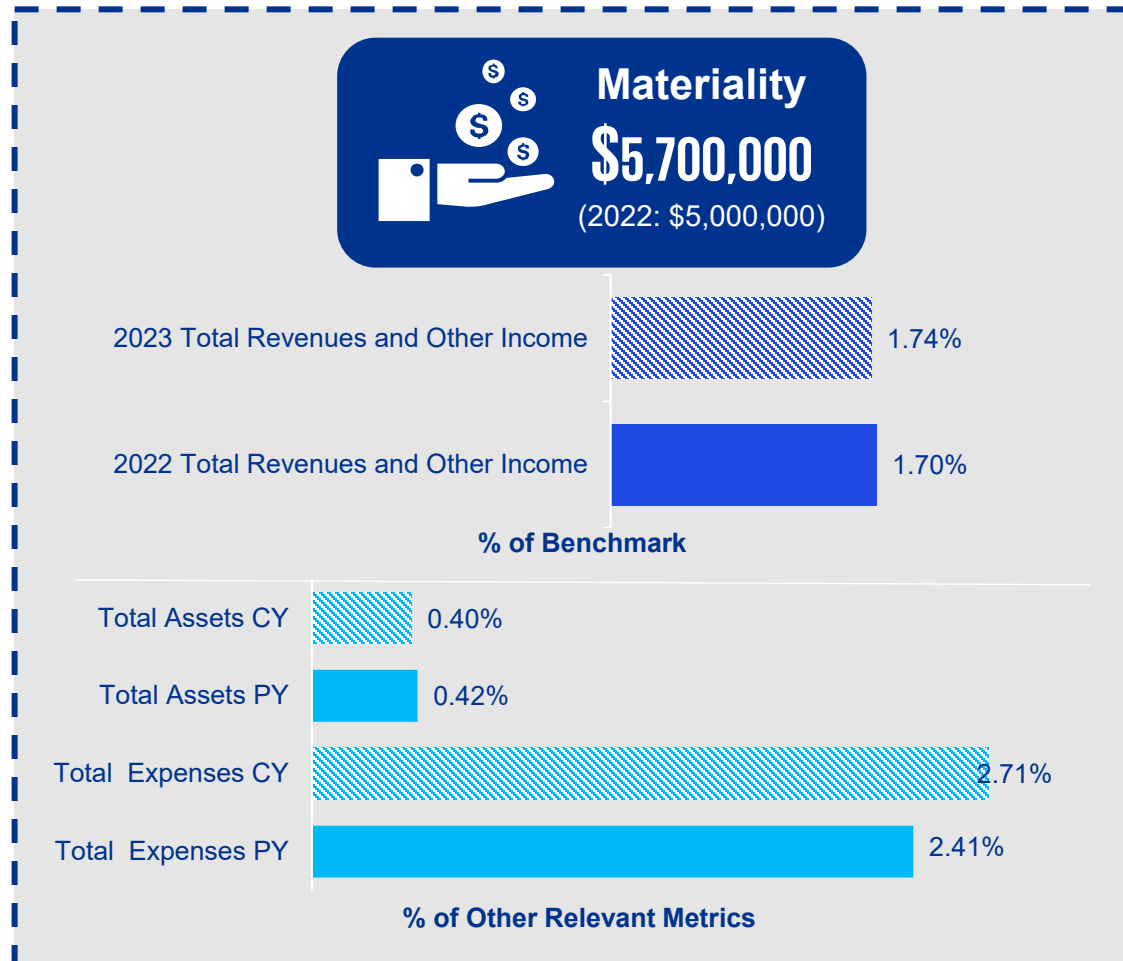 $
$
$
$
Materiality
$5,700,000
(2022: $5,000,000)
2023 Total Revenues and Other Income
1.74%
2022 Total Revenues and Other Income
1.70%
% of Benchmark
Total Assets CY
0.40%
Total Assets PY
0.42%
Total Expenses CY
2.71%
Total Expenses PY
2.41%
% of Other Relevant Metrics